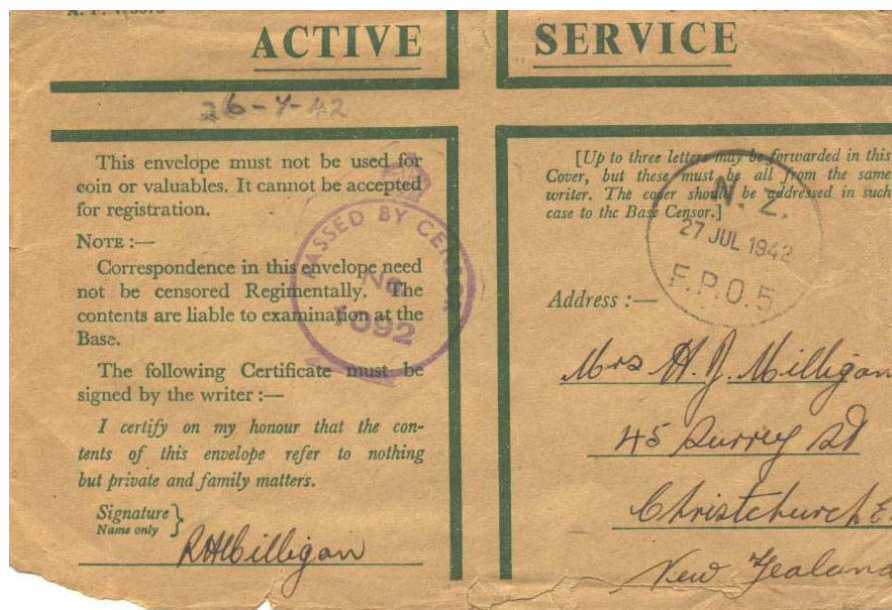 ACTIVE SERVICE
26-7-42
This envelope must not be used for
coin or valuables. It cannot be accepted
for registration.
NOTE :—
Correspondence in this envelope need
not be censored Regimentally. The
contents are liable to examination at the
Base.
The following Certificate must be
signed by the writer :—
I certify on my honour that the con-
tents of this envelope refer to nothing
but private and family matters.
Signature }
Name only
RHMilligan
PASSED BY CENSOR
No.
1092
[Up to three letters may be forwarded in this
Cover, but these must be all from the same
writer. The cover should be addressed in such
case to the Base Censor.]
N. Z.
27 JUL 1942
F.P.O. 5
Address :—
Mrs H. J. Milligan
45 Surrey St
Christchurch E
New Zealand